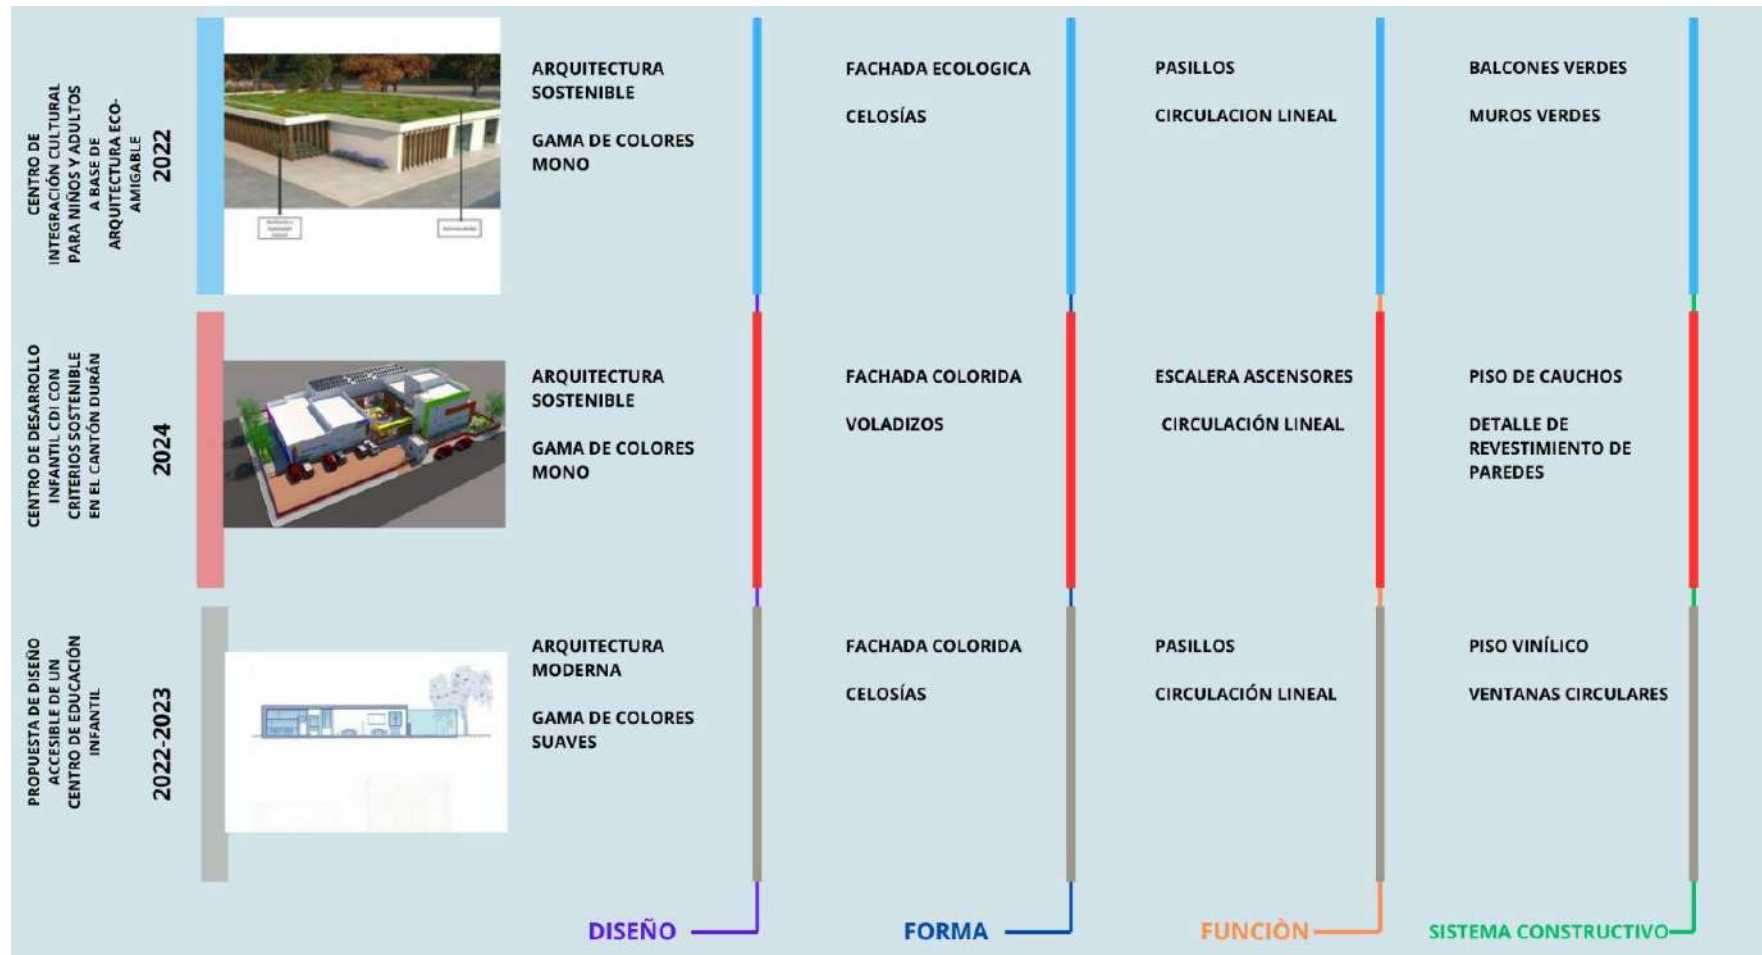 CENTRO DE
INTEGRACIÓN CULTURAL
PARA NIÑOS Y ADULTOS
A BASE DE
ARQUITECTURA ECO-
AMIGABLE
2022
ARQUITECTURA
SOSTENIBLE
GAMA DE COLORES
MONO
FACHADA ECOLOGICA
CELOSÍAS
PASILLOS
CIRCULACION LINEAL
BALCONES VERDES
MUROS VERDES
CENTRO DE DESARROLLO
INFANTIL CDI CON
CRITERIOS SOSTENIBLE
EN EL CANTÓN DURÁN
2024
ARQUITECTURA
SOSTENIBLE
GAMA DE COLORES
MONO
FACHADA COLORIDA
VOLADIZOS
ESCALERA ASCENSORES
CIRCULACIÓN LINEAL
PISO DE CAUCHOS
DETALLE DE
REVESTIMIENTO DE
PAREDES
PROPUESTA DE DISEÑO
ACCESIBLE DE UN
CENTRO DE EDUCACIÓN
INFANTIL
2022-2023
ARQUITECTURA
MODERNA
GAMA DE COLORES
SUAVES
FACHADA COLORIDA
CELOSÍAS
PASILLOS
CIRCULACIÓN LINEAL
PISO VINÍLICO
VENTANAS CIRCULARES
DISEÑO
FORMA
FUNCIÒN
SISTEMA CONSTRUCTIVO